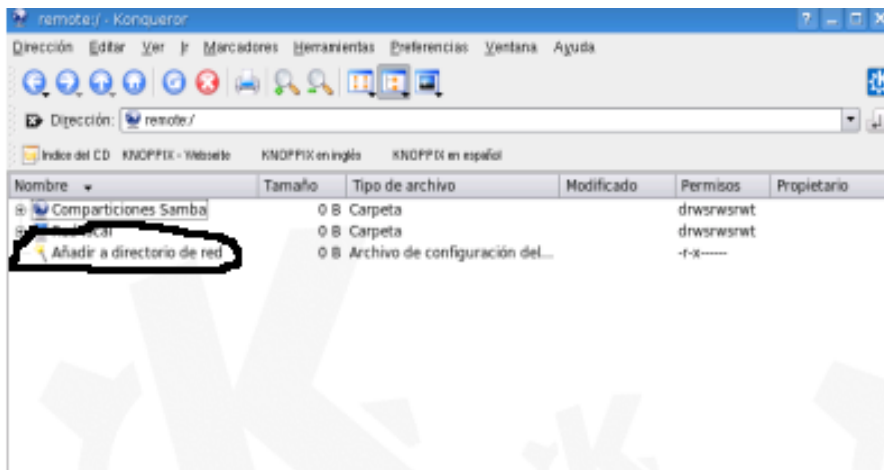 remote:/ - Konqueror
Dirección Editar Ver Ir Marcadores Herramientas Preferencias Ventana Ayuda
Dirección: remote:/
Indice del CD KNOPPIX - Webseite KNOPPIX en inglés KNOPPIX en español
Nombre Tamaño Tipo de archivo Modificado Permisos Propietario
Comparticiones Samba 0 B Carpeta drwsrwsrwt
0 B Carpeta drwsrwsrwt
Añadir a directorio de red 0 B Archivo de configuración del... -r-x------